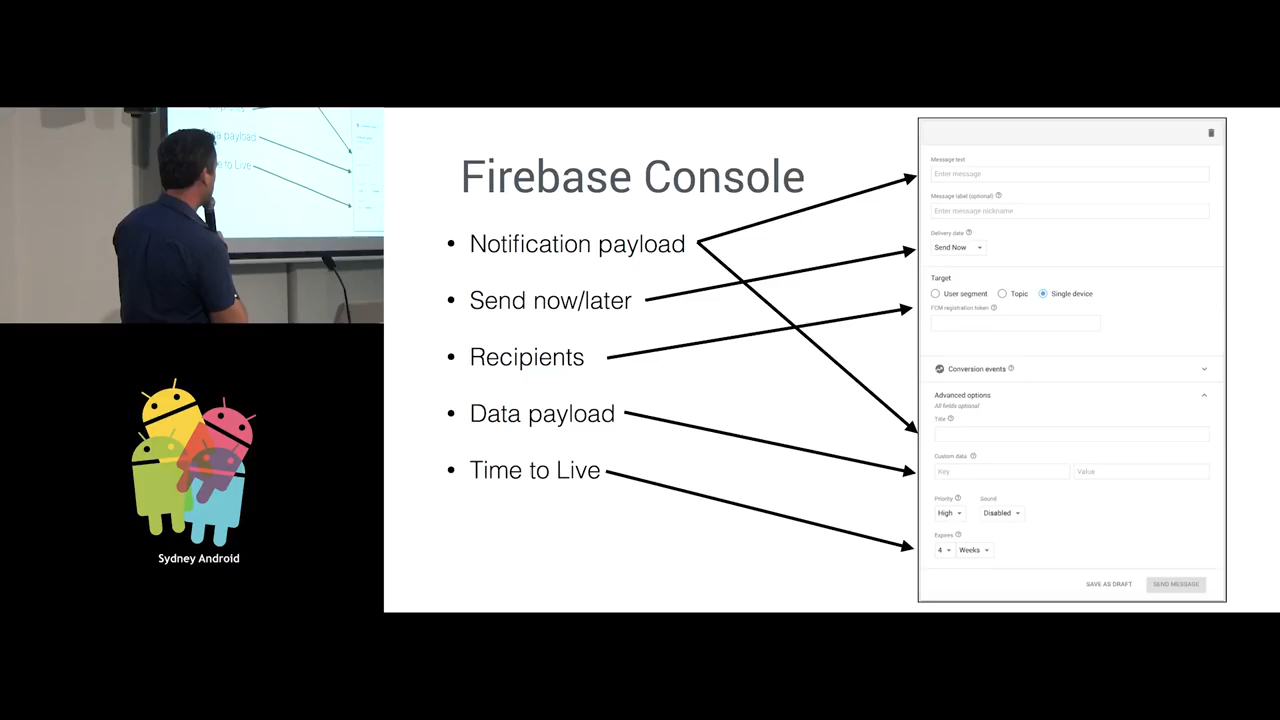 Firebase Console
• Notification payload
• Send now/later
• Recipients
• Data payload
• Time to Live
Message text
Enter message
Message label (optional)
Enter message nickname
Delivery date
Send Now
Target
User segment Topic Single device
FCM registration token
Conversion events
Advanced options
All fields optional
Title
Custom data
Key Value
Priority Sound
High Disabled
Expires
4 Weeks
SAVE AS DRAFT SEND MESSAGE
payload
to Live
Sydney Android